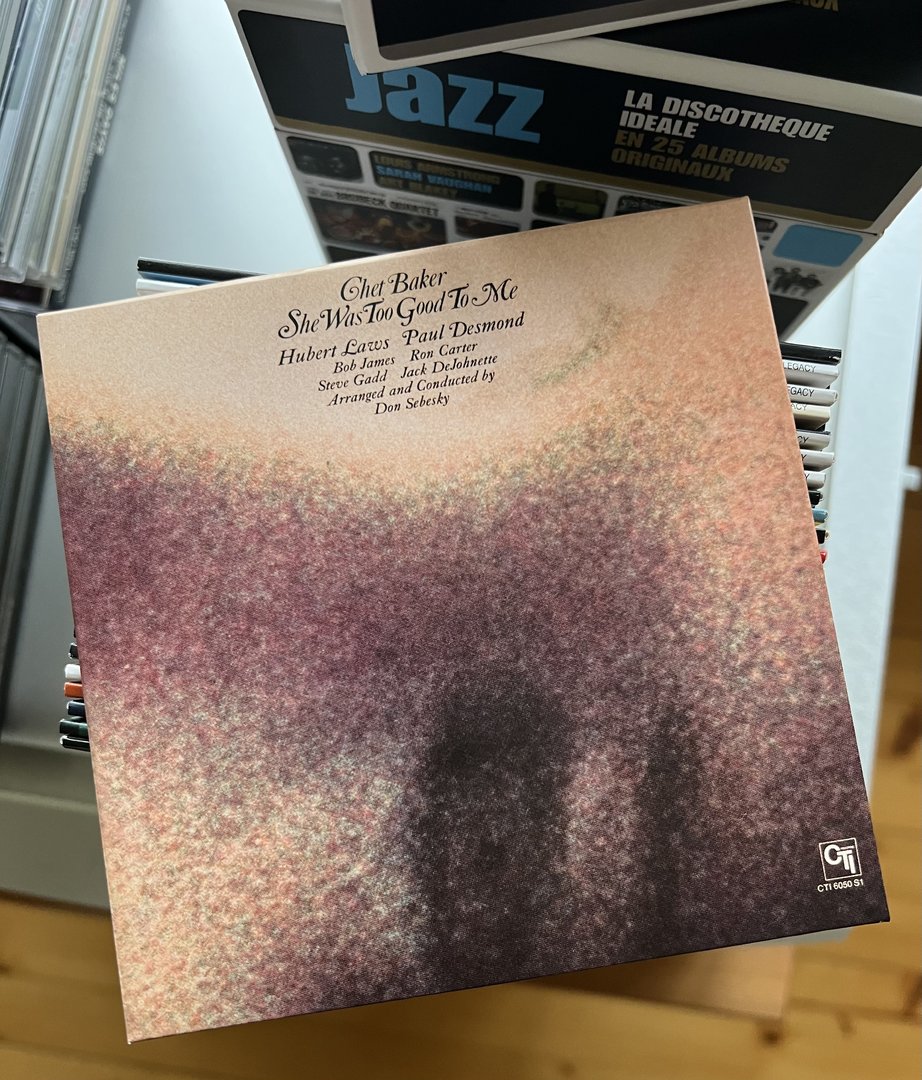 Jazz
LA DISCOTHEQUE
IDEALE
EN 25 ALBUMS
ORIGINAUX
LOUIS ARMSTRONG
SARAH VAUGHAN
ART BLAKEY
BRUBECK QUARTET
Chet Baker
She Was Too Good To Me
Hubert Laws Paul Desmond
Bob James Ron Carter
Steve Gadd Jack DeJohnette
Arranged and Conducted by
Don Sebesky
LEGACY
CTI
CTI 6050 S1